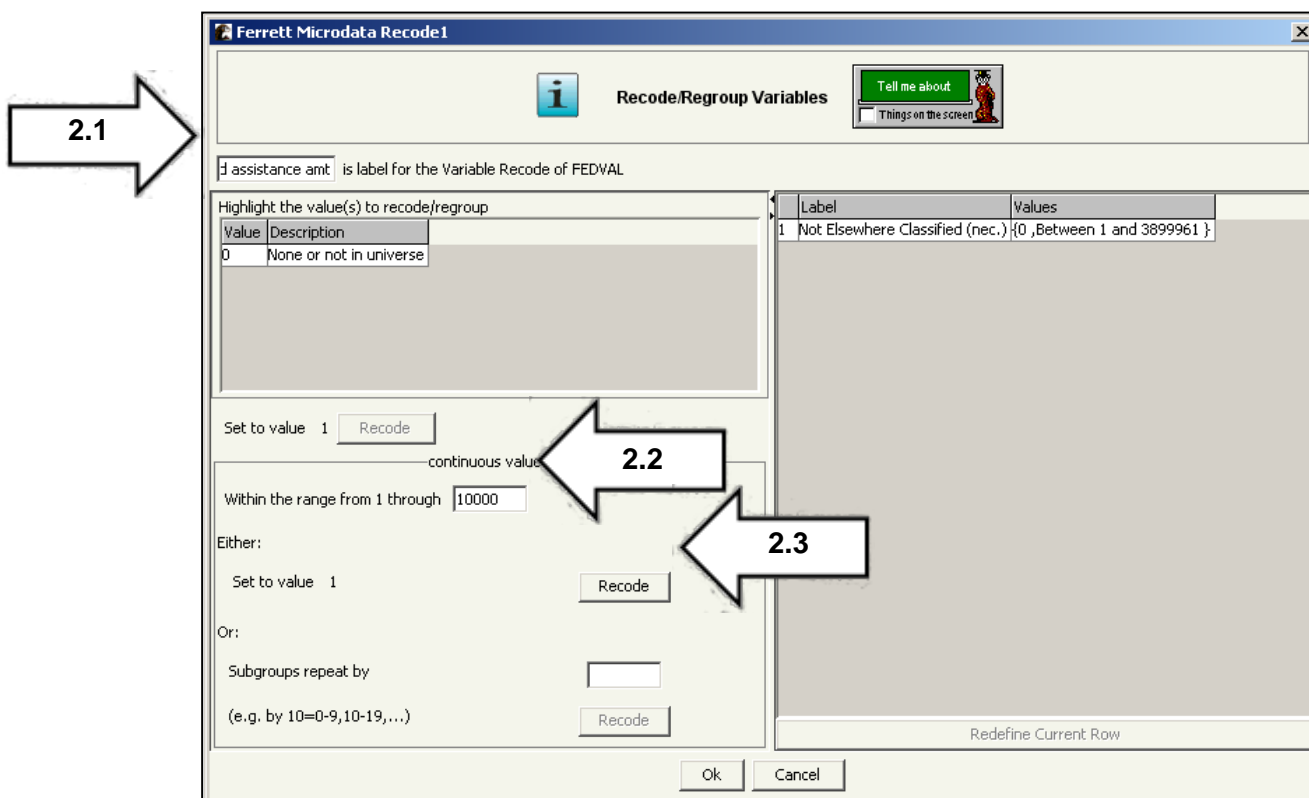 Ferrett Microdata Recode1
Recode/Regroup Variables
Tell me about
Things on the screen
2.1
d assistance amt is label for the Variable Recode of FEDVAL
Highlight the value(s) to recode/regroup
Value Description
0 None or not in universe
Label Values
1 Not Elsewhere Classified (nec.) {0 ,Between 1 and 3899961 }
Set to value 1 Recode
2.2
continuous value
Within the range from 1 through 10000
2.3
Either:
Set to value 1 Recode
Or:
Subgroups repeat by
(e.g. by 10=0-9,10-19,...) Recode
Redefine Current Row
Ok Cancel